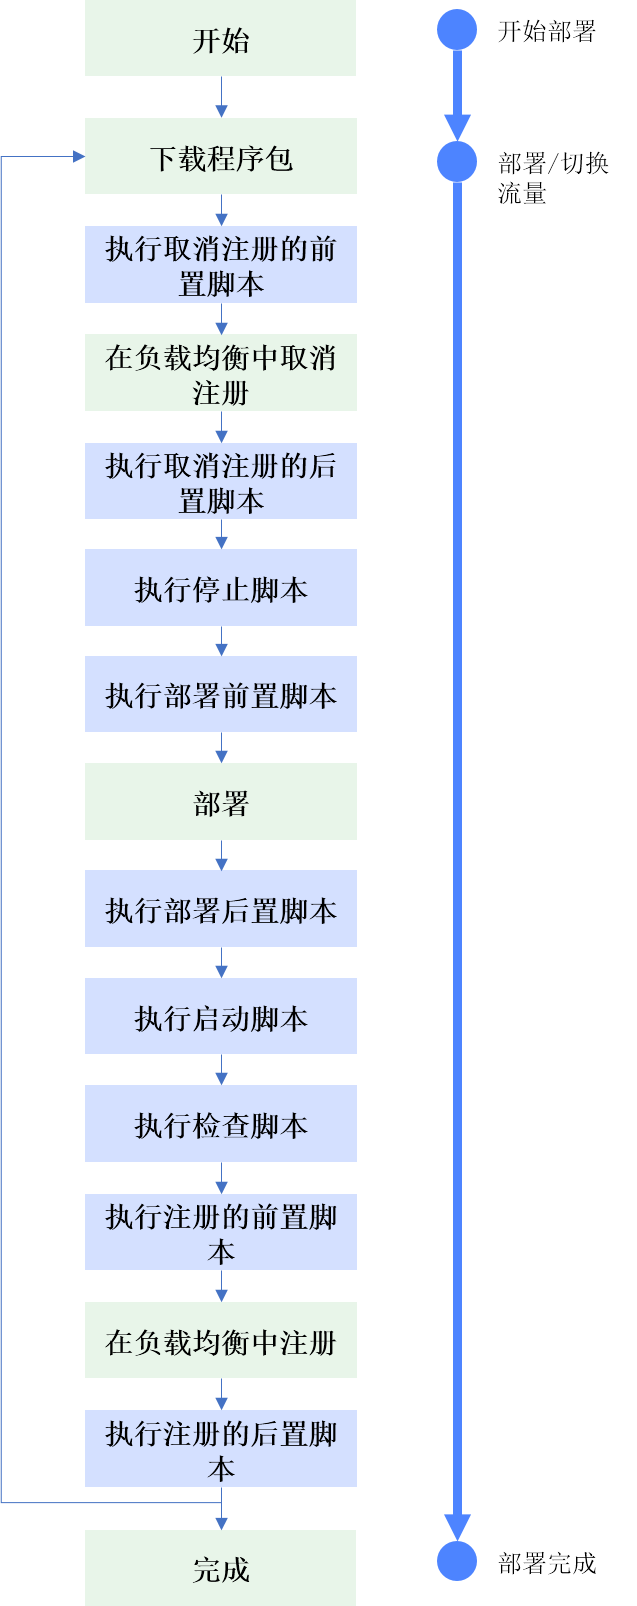 开始
下载程序包
执行取消注册的前
置脚本
在负载均衡中取消
注册
执行取消注册的后
置脚本
执行停止脚本
执行部署前置脚本
部署
执行部署后置脚本
执行启动脚本
执行检查脚本
执行注册的前置脚
本
在负载均衡中注册
执行注册的后置脚
本
完成
开始部署
部署/切换
流量
部署完成